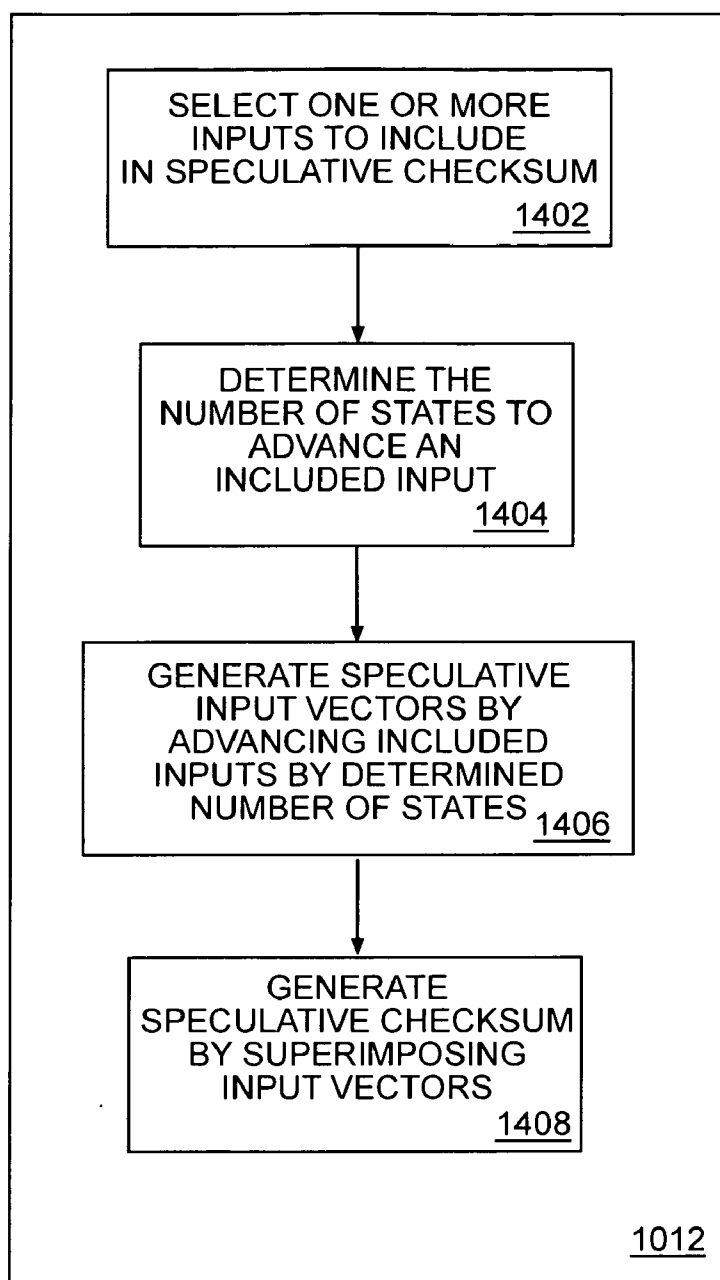 SELECT ONE OR MORE
INPUTS TO INCLUDE
IN SPECULATIVE CHECKSUM
1402
DETERMINE THE
NUMBER OF STATES TO
ADVANCE AN
INCLUDED INPUT
1404
GENERATE SPECULATIVE
INPUT VECTORS BY
ADVANCING INCLUDED
INPUTS BY DETERMINED
NUMBER OF STATES
1406
GENERATE
SPECULATIVE CHECKSUM
BY SUPERIMPOSING
INPUT VECTORS
1408
1012